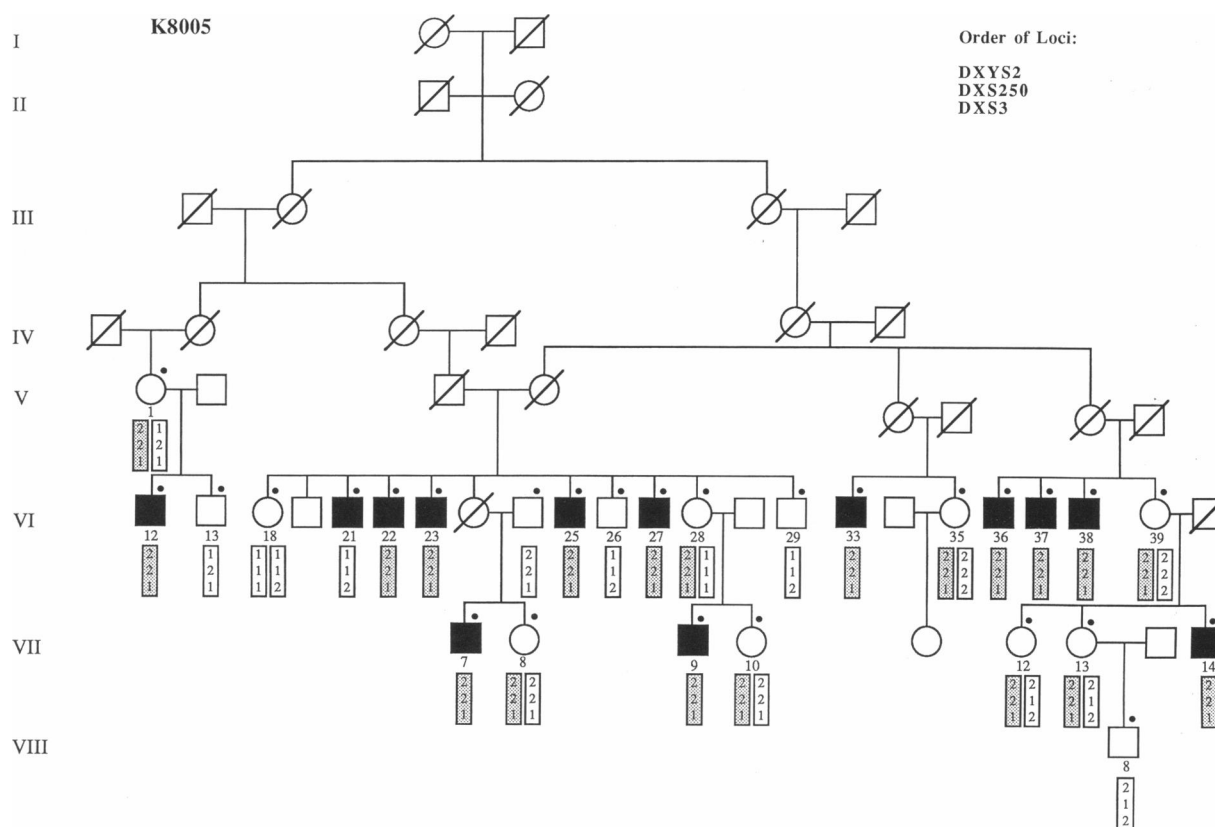 K8005
Order of Loci:
DXYS2
DXS250
DXS3
I
II
III
IV
V
1
2 1
2 2
1 1
VI
12 13 18 21 22 23 25 26 27 28 29 33 35 36 37 38 39
2 1 1 1 1 2 2 2 2 1 2 2 1 1 2 2 2 2 2 2 2 2
2 2 1 1 1 2 2 2 2 1 2 2 1 1 2 2 2 2 2 2 2 2
1 1 1 2 2 1 1 1 1 2 1 1 1 2 1 1 2 1 1 1 1 2
VII
7 8 9 10 12 13 14
2 2 2 2 2 2 2 2 2 2 2
2 2 2 2 2 2 2 1 2 1 2
1 1 1 1 1 1 1 2 1 2 1
VIII
8
2
1
2